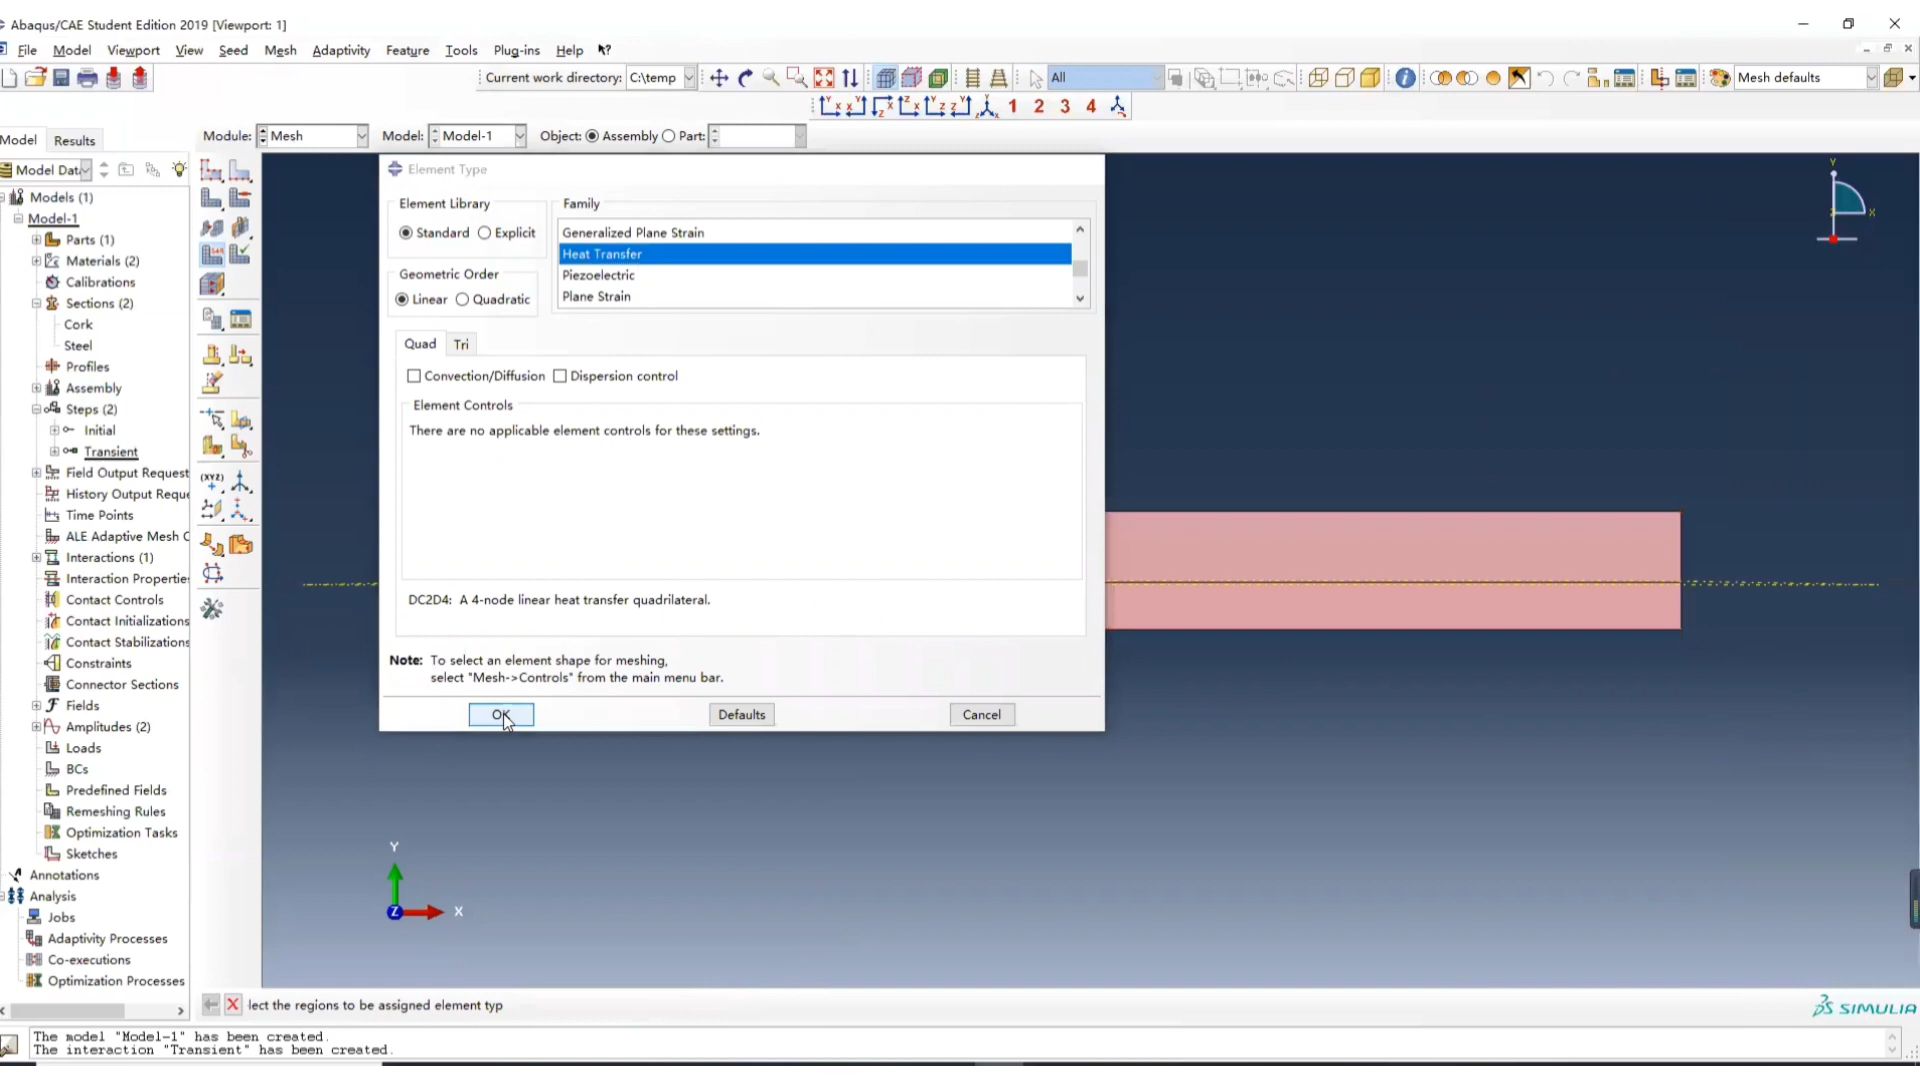 Abaqus/CAE Student Edition 2019 [Viewport: 1]
File Model Viewport View Seed Mesh Adaptivity Feature Tools Plug-ins Help
Current work directory: C:\temp
All
Mesh defaults
1 2 3 4
Model Results
Module: Mesh Model: Model-1 Object: Assembly Part:
Model Dat
Models (1)
Model-1
Parts (1)
Materials (2)
Calibrations
Sections (2)
Cork
Steel
Profiles
Assembly
Steps (2)
Initial
Transient
Field Output Request
History Output Reque
Time Points
ALE Adaptive Mesh C
Interactions (1)
Interaction Propertie
Contact Controls
Contact Initializations
Contact Stabilizations
Constraints
Connector Sections
Fields
Amplitudes (2)
Loads
BCs
Predefined Fields
Remeshing Rules
Optimization Tasks
Sketches
Annotations
Analysis
Jobs
Adaptivity Processes
Co-executions
Optimization Processes
(XYZ)
Element Type
Element Library
Standard Explicit
Geometric Order
Linear Quadratic
Family
Generalized Plane Strain
Heat Transfer
Piezoelectric
Plane Strain
Quad Tri
Convection/Diffusion Dispersion control
Element Controls
There are no applicable element controls for these settings.
DC2D4: A 4-node linear heat transfer quadrilateral.
Note: To select an element shape for meshing,
select "Mesh->Controls" from the main menu bar.
OK Defaults Cancel
Y
X
Y
Z X
lect the regions to be assigned element typ
SIMULIA
The model "Model-1" has been created.
The interaction "Transient" has been created.